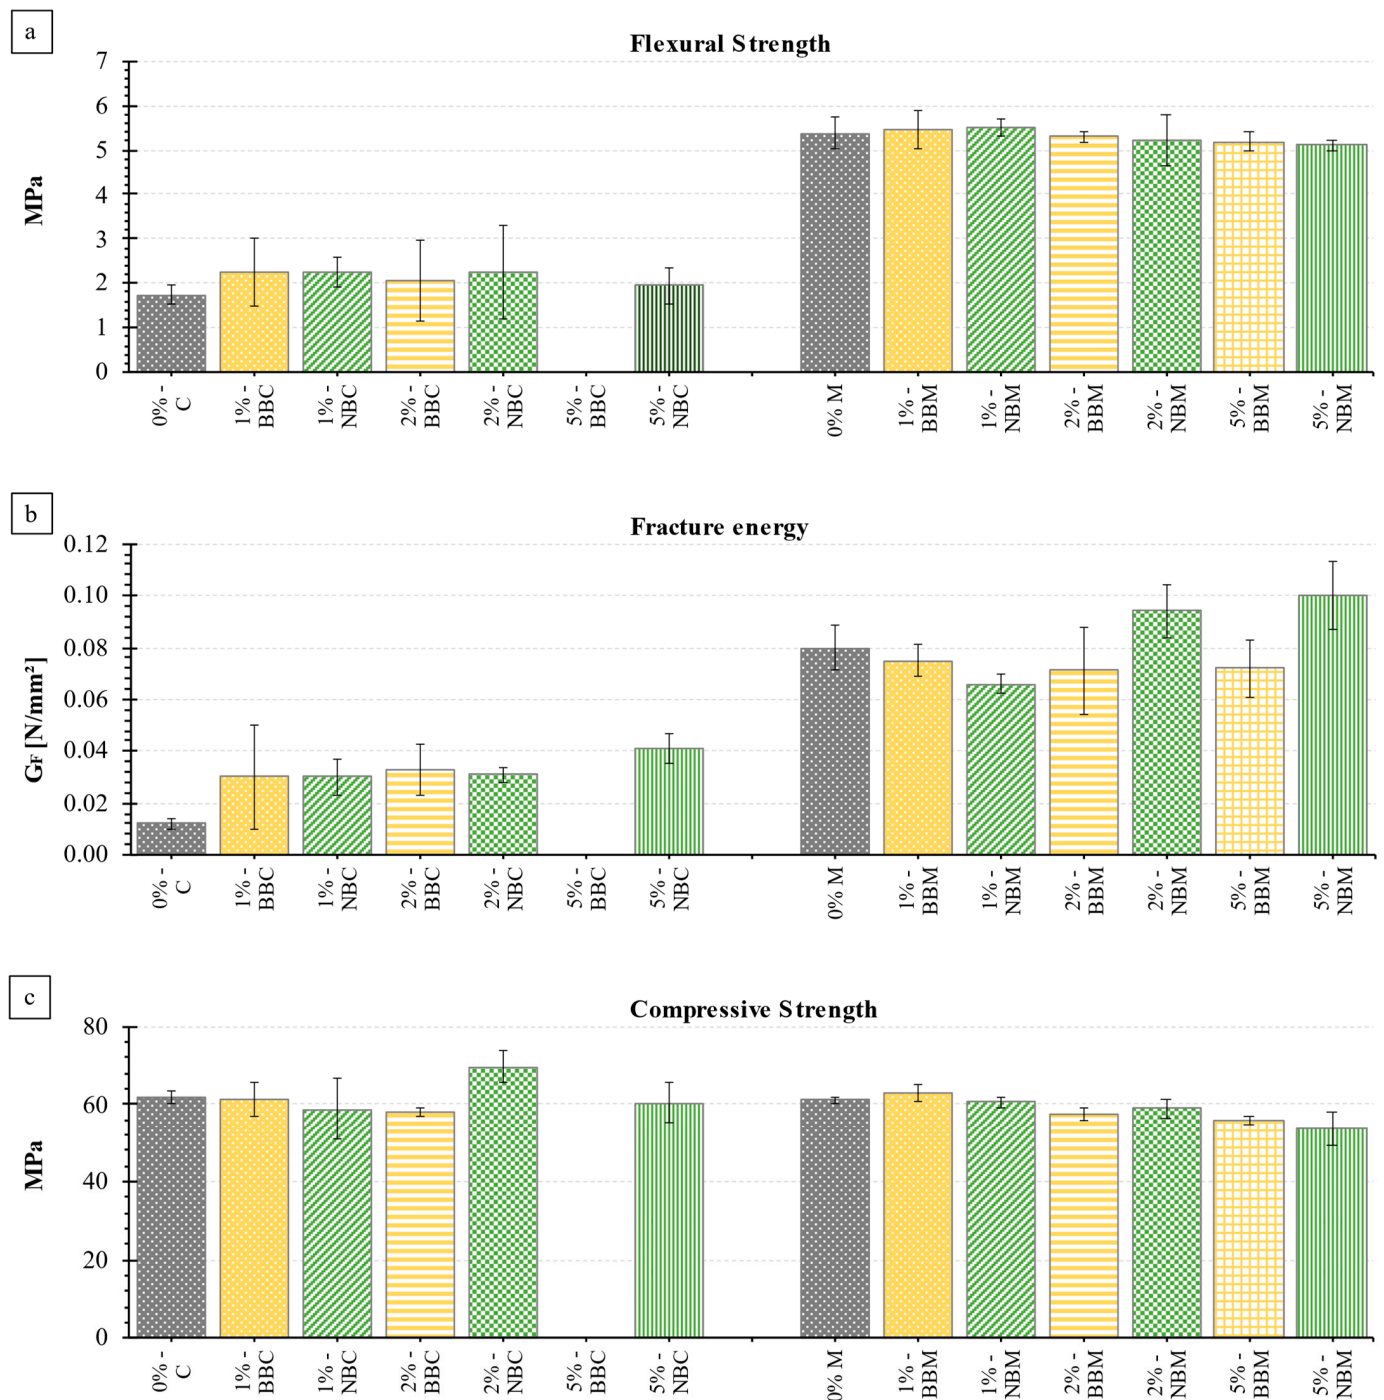 a
Flexural Strength
7
6
5
4
3
2
1
0
MPa
0% -
C
1% -
BBC
1% -
NBC
2% -
BBC
2% -
NBC
5% -
BBC
5% -
NBC
0% M
1% -
BBM
1% -
NBM
2% -
BBM
2% -
NBM
5% -
BBM
5% -
NBM
b
Fracture energy
0.12
0.10
0.08
0.06
0.04
0.02
0.00
GF [N/mm²]
0% -
C
1% -
BBC
1% -
NBC
2% -
BBC
2% -
NBC
5% -
BBC
5% -
NBC
0% M
1% -
BBM
1% -
NBM
2% -
BBM
2% -
NBM
5% -
BBM
5% -
NBM
c
Compressive Strength
80
60
40
20
0
MPa
0% -
C
1% -
BBC
1% -
NBC
2% -
BBC
2% -
NBC
5% -
BBC
5% -
NBC
0% M
1% -
BBM
1% -
NBM
2% -
BBM
2% -
NBM
5% -
BBM
5% -
NBM